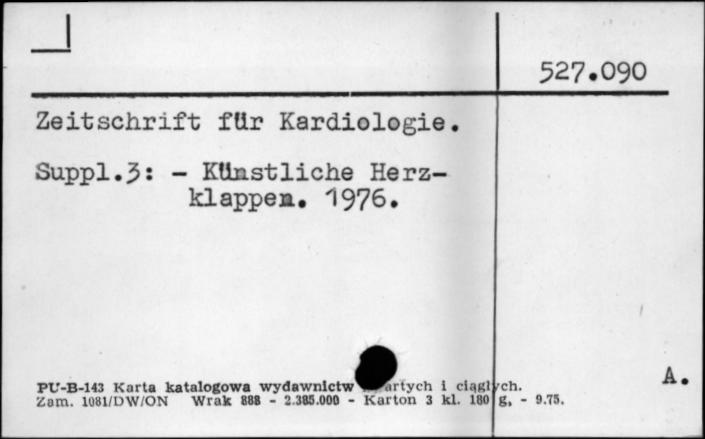 527.090
Zeitschrift für Kardiologie.
Suppl.3: - Künstliche Herz-
klappen. 1976.
A.
PU-B-143 Karta katalogowa wydawnictw artych i ciągłych.
Zam. 1081/DW/ON Wrak 888 - 2.385.000 - Karton 3 kl. 180 g, - 9.75.